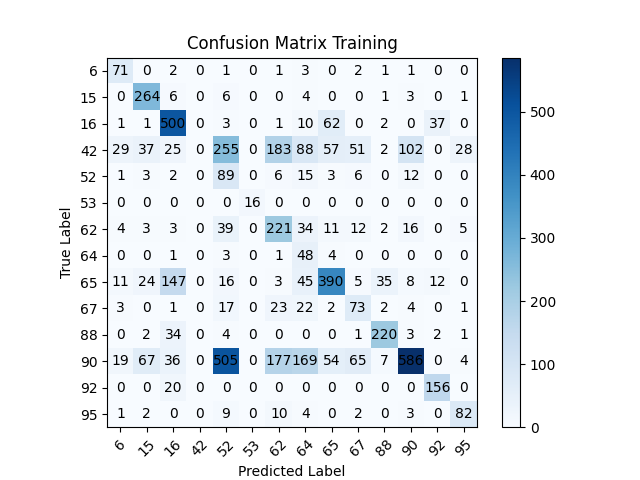 Confusion Matrix Training
6 71 0 2 0 1 0 1 3 0 2 1 1 0 0
15 0 264 6 0 6 0 0 4 0 0 1 3 0 1
16 1 1 500 0 3 0 1 10 62 0 2 0 37 0
42 29 37 25 0 255 0 183 88 57 51 2 102 0 28
52 1 3 2 0 89 0 6 15 3 6 0 12 0 0
53 0 0 0 0 0 16 0 0 0 0 0 0 0 0
62 4 3 3 0 39 0 221 34 11 12 2 16 0 5
64 0 0 1 0 3 0 1 48 4 0 0 0 0 0
65 11 24 147 0 16 0 3 45 390 5 35 8 12 0
67 3 0 1 0 17 0 23 22 2 73 2 4 0 1
88 0 2 34 0 4 0 0 0 0 1 220 3 2 1
90 19 67 36 0 505 0 177 169 54 65 7 586 0 4
92 0 0 20 0 0 0 0 0 0 0 0 0 156 0
95 1 2 0 0 9 0 10 4 0 2 0 3 0 82
6 15 16 42 52 53 62 64 65 67 88 90 92 95
True Label
Predicted Label
500
400
300
200
100
0